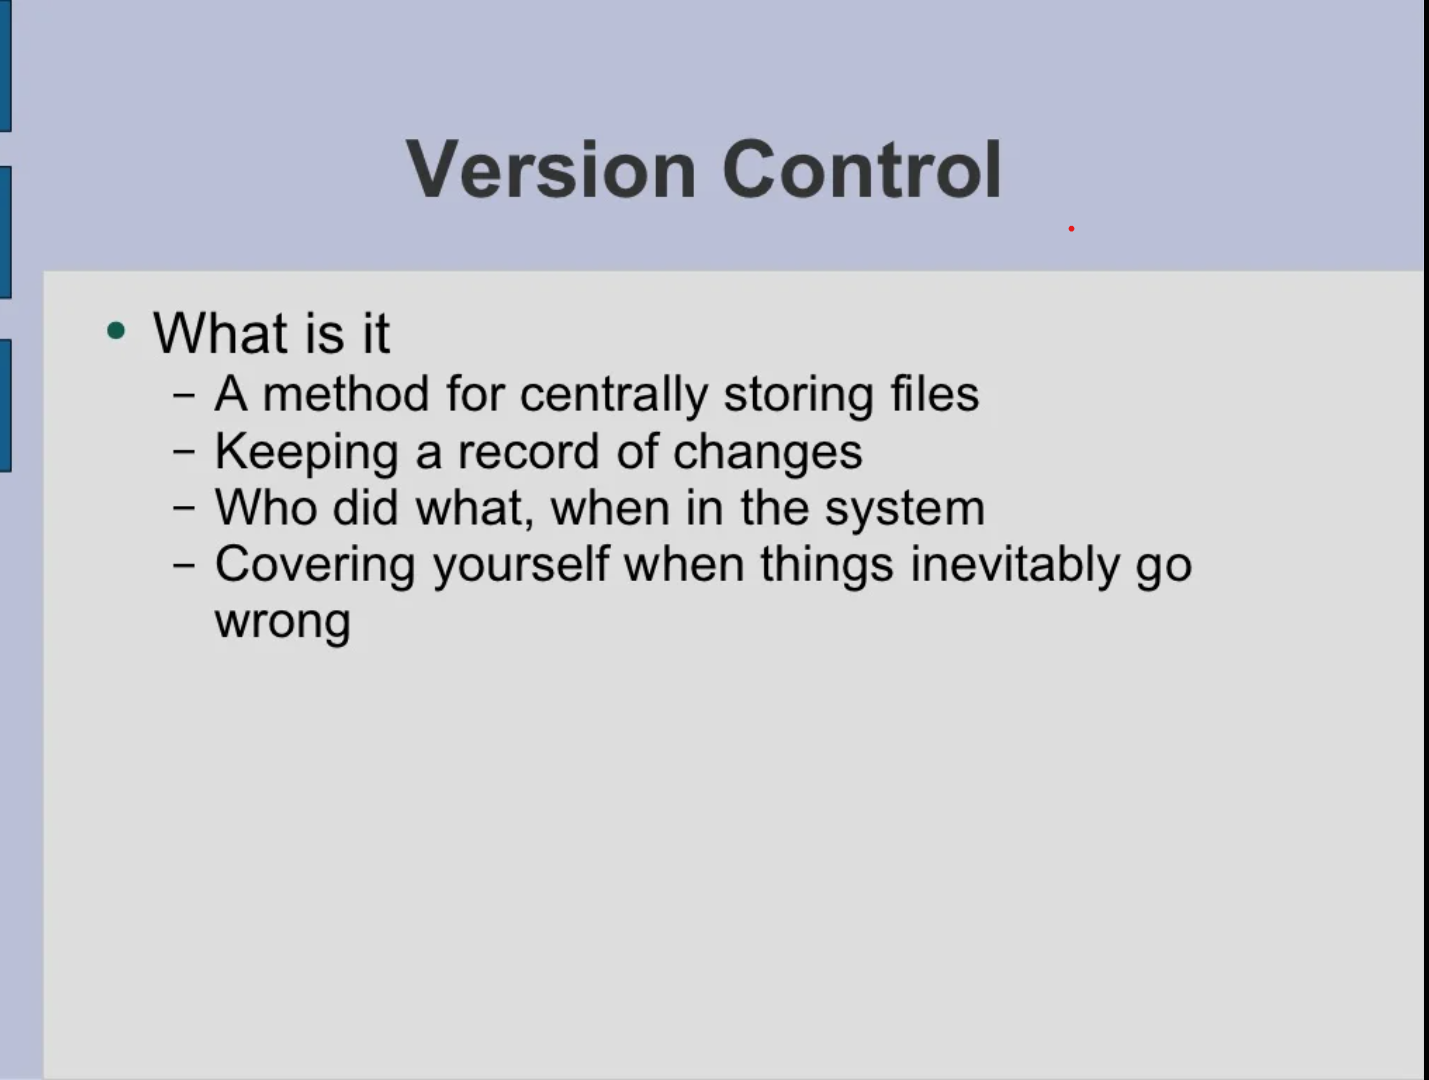 Version Control
• What is it
– A method for centrally storing files
– Keeping a record of changes
– Who did what, when in the system
– Covering yourself when things inevitably go
wrong